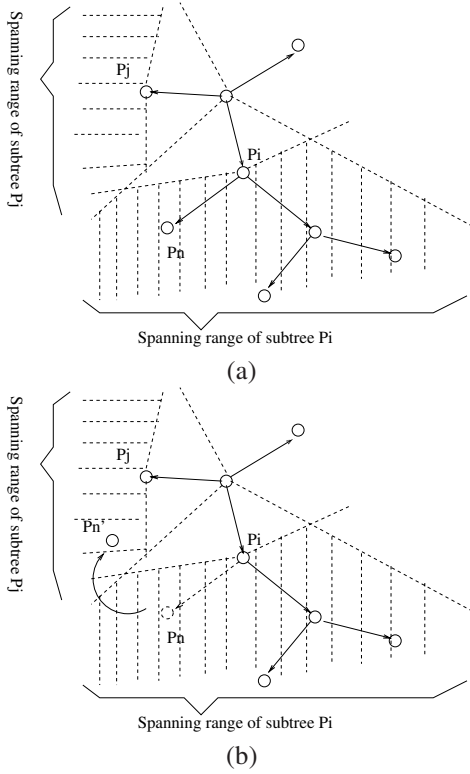 Spanning range of subtree Pj
Pj
Pi
Pn
Spanning range of subtree Pi
(a)
Spanning range of subtree Pj
Pj
Pn'
Pi
Pn
Spanning range of subtree Pi
(b)